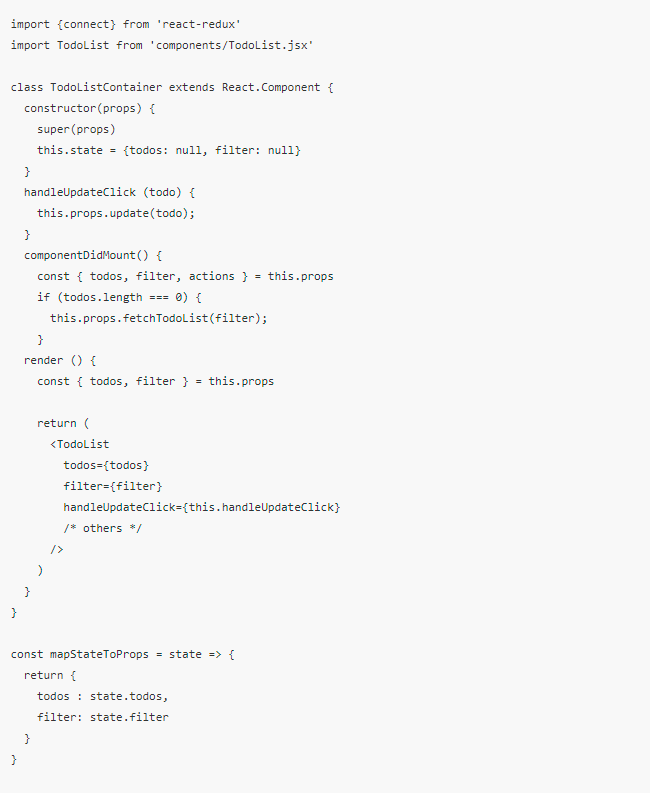 import {connect} from 'react-redux'
import TodoList from 'components/TodoList.jsx'

class TodoListContainer extends React.Component {
  constructor(props) {
    super(props)
    this.state = {todos: null, filter: null}
  }
  handleUpdateClick (todo) {
    this.props.update(todo);
  }
  componentDidMount() {
    const { todos, filter, actions } = this.props
    if (todos.length === 0) {
      this.props.fetchTodoList(filter);
    }
  render () {
    const { todos, filter } = this.props

    return (
      <TodoList
        todos={todos}
        filter={filter}
        handleUpdateClick={this.handleUpdateClick}
        /* others */
      />
    )
  }
}

const mapStateToProps = state => {
  return {
    todos : state.todos,
    filter: state.filter
  }
}